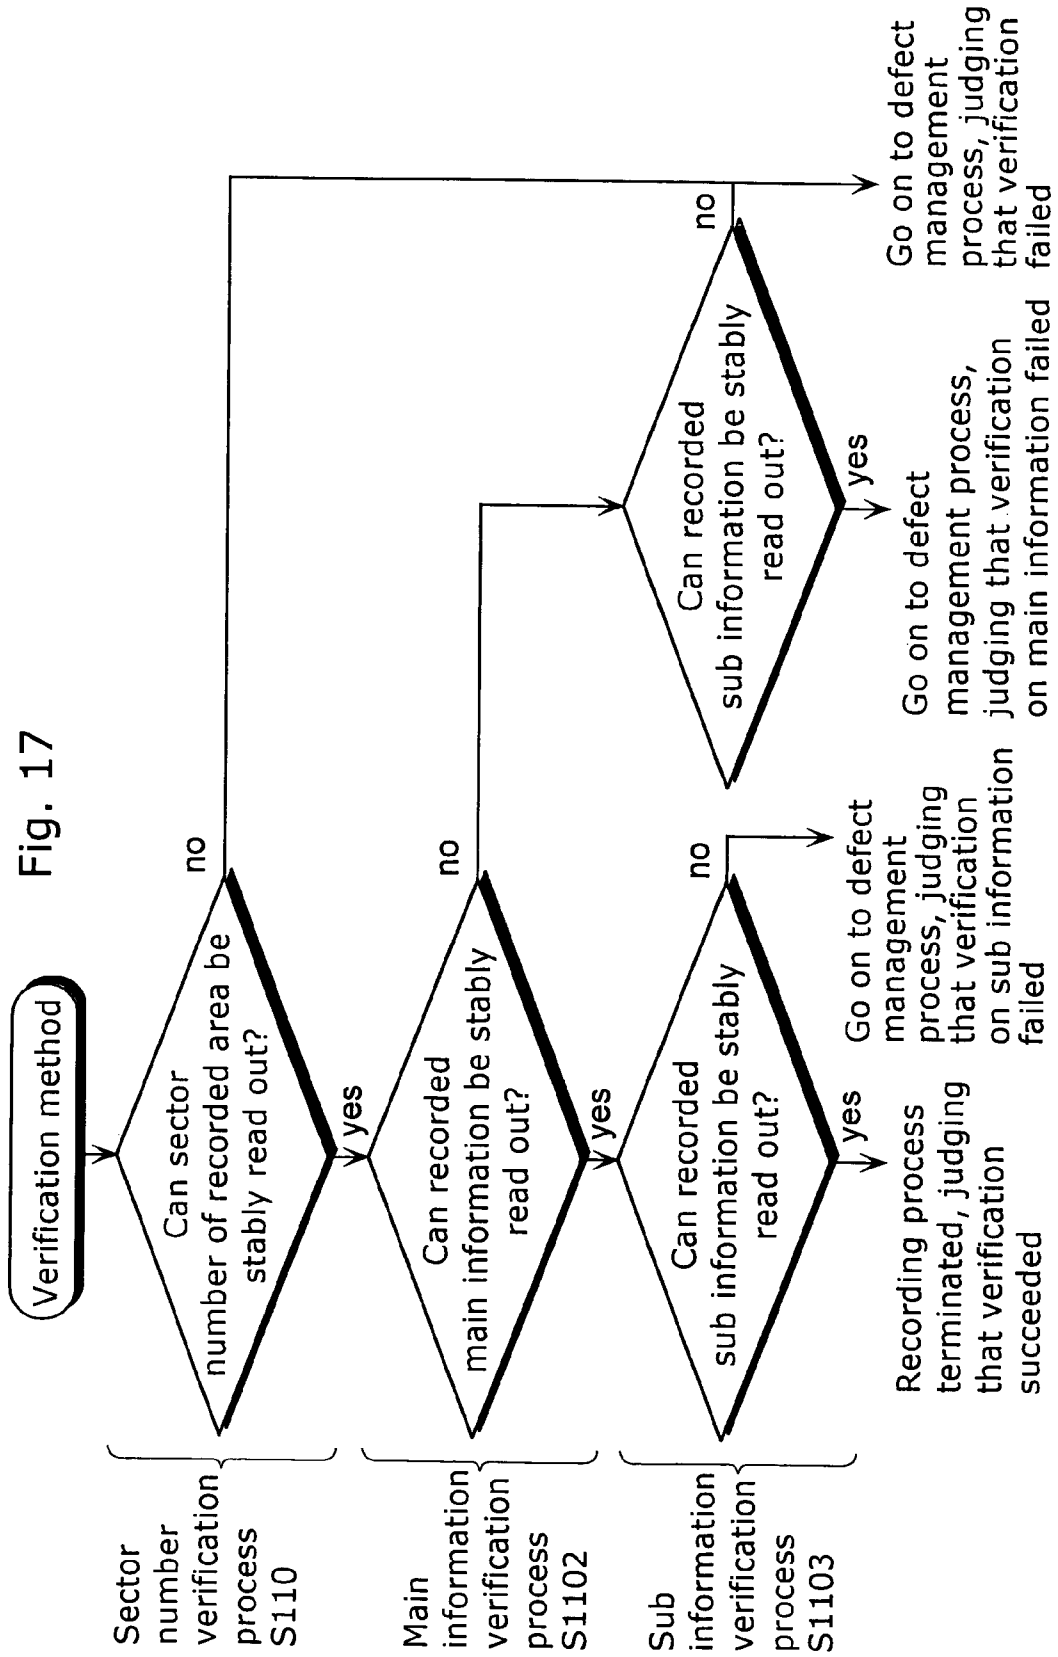 Fig. 17
Verification method
Sector
number
verification
process
S110
Can sector
number of recorded area be
stably read out?
no
yes
Main
information
verification
process
S1102
Can recorded
main information be stably
read out?
no
yes
Sub
information
verification
process
S1103
Can recorded
sub information be stably
read out?
no
yes
Can recorded
sub information be stably
read out?
no
yes
Recording process
terminated, judging
that verification
succeeded
Go on to defect
management
process, judging
that verification
on sub information
failed
Go on to defect
management process,
judging that verification
on main information failed
Go on to defect
management
process, judging
that verification
failed